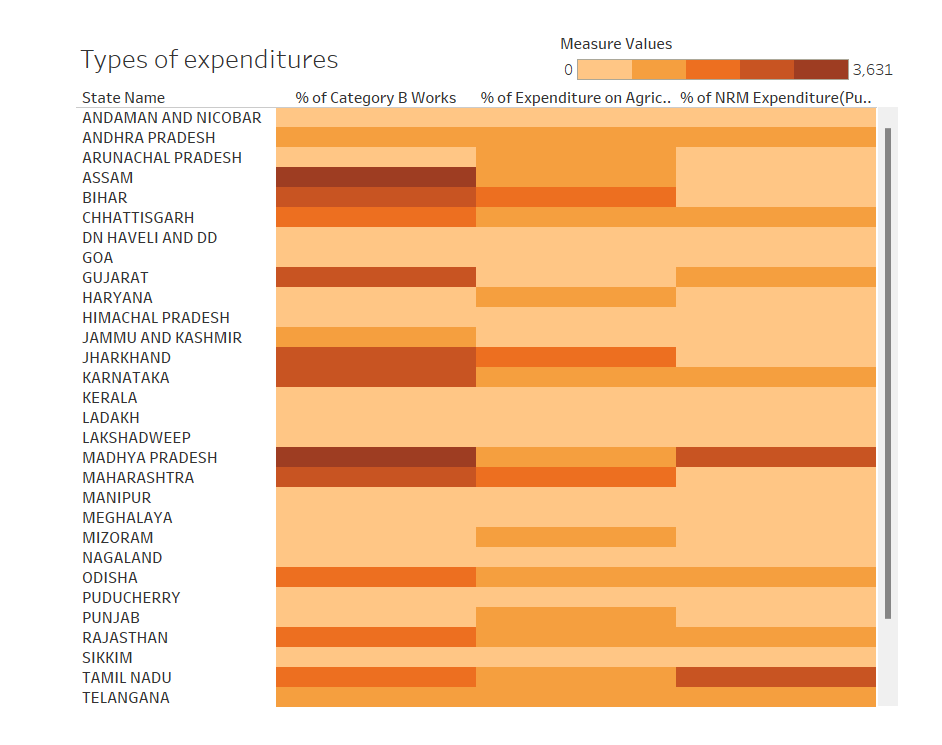 Types of expenditures
Measure Values
0 3,631
State Name % of Category B Works % of Expenditure on Agric.. % of NRM Expenditure(Pu..
ANDAMAN AND NICOBAR
ANDHRA PRADESH
ARUNACHAL PRADESH
ASSAM
BIHAR
CHHATTISGARH
DN HAVELI AND DD
GOA
GUJARAT
HARYANA
HIMACHAL PRADESH
JAMMU AND KASHMIR
JHARKHAND
KARNATAKA
KERALA
LADAKH
LAKSHADWEEP
MADHYA PRADESH
MAHARASHTRA
MANIPUR
MEGHALAYA
MIZORAM
NAGALAND
ODISHA
PUDUCHERRY
PUNJAB
RAJASTHAN
SIKKIM
TAMIL NADU
TELANGANA